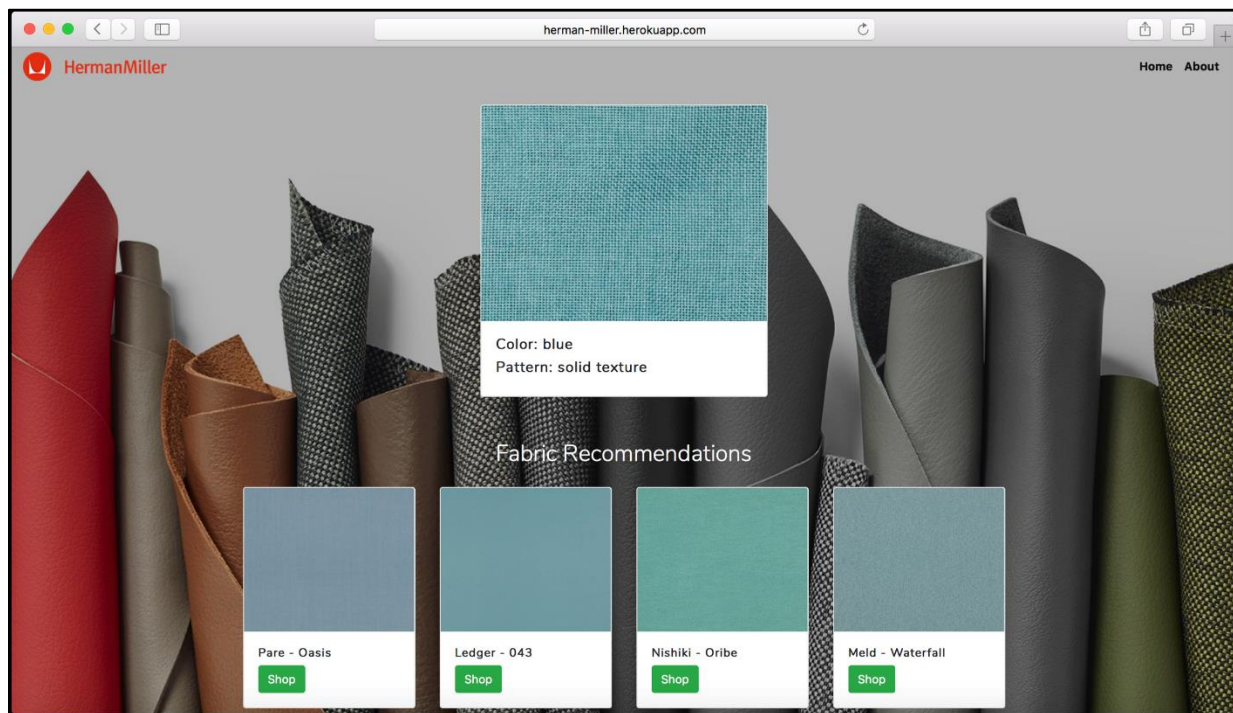 herman-miller.herokuapp.com
HermanMiller
Home About
Color: blue
Pattern: solid texture
Fabric Recommendations
Pare - Oasis
Ledger - 043
Nishiki - Oribe
Meld - Waterfall
Shop
Shop
Shop
Shop